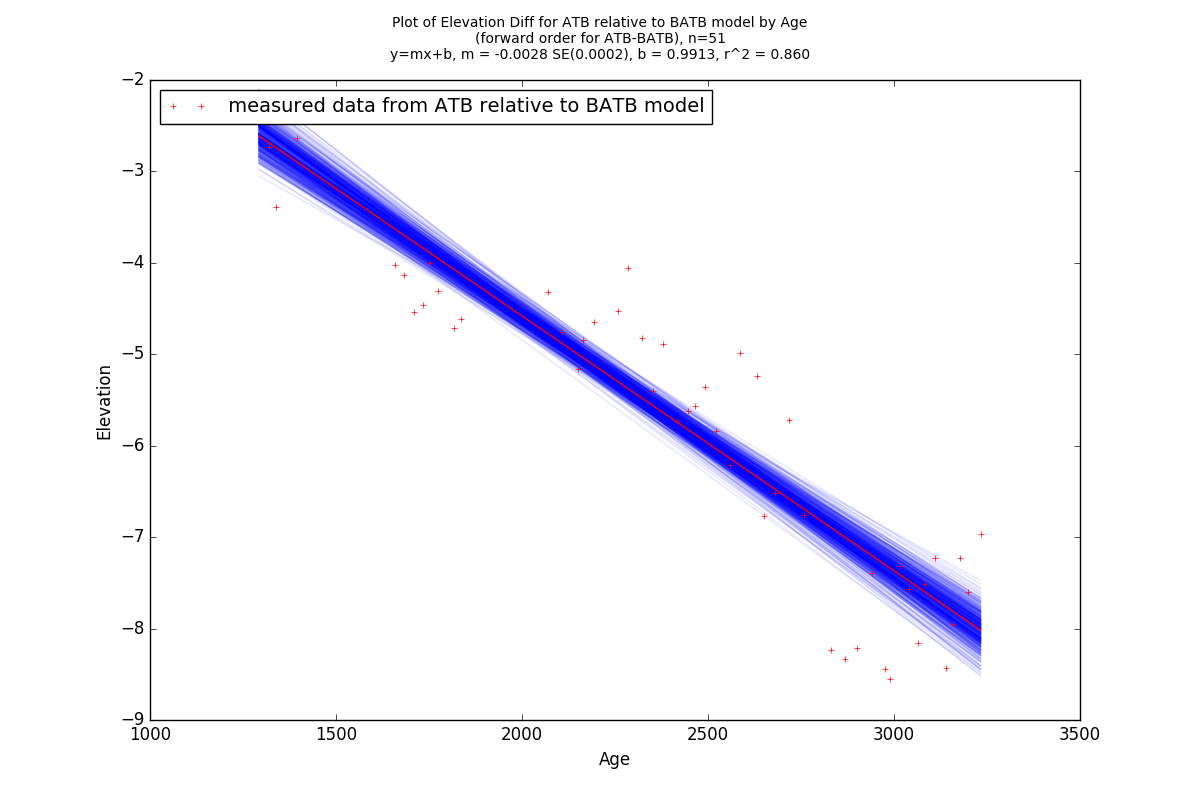 Plot of Elevation Diff for ATB relative to BATB model by Age
(forward order for ATB-BATB), n=51
y=mx+b, m = -0.0028 SE(0.0002), b = 0.9913, r^2 = 0.860
measured data from ATB relative to BATB model
−2
−3
−4
−5
−6
−7
−8
−9
Elevation
1000 1500 2000 2500 3000 3500
Age